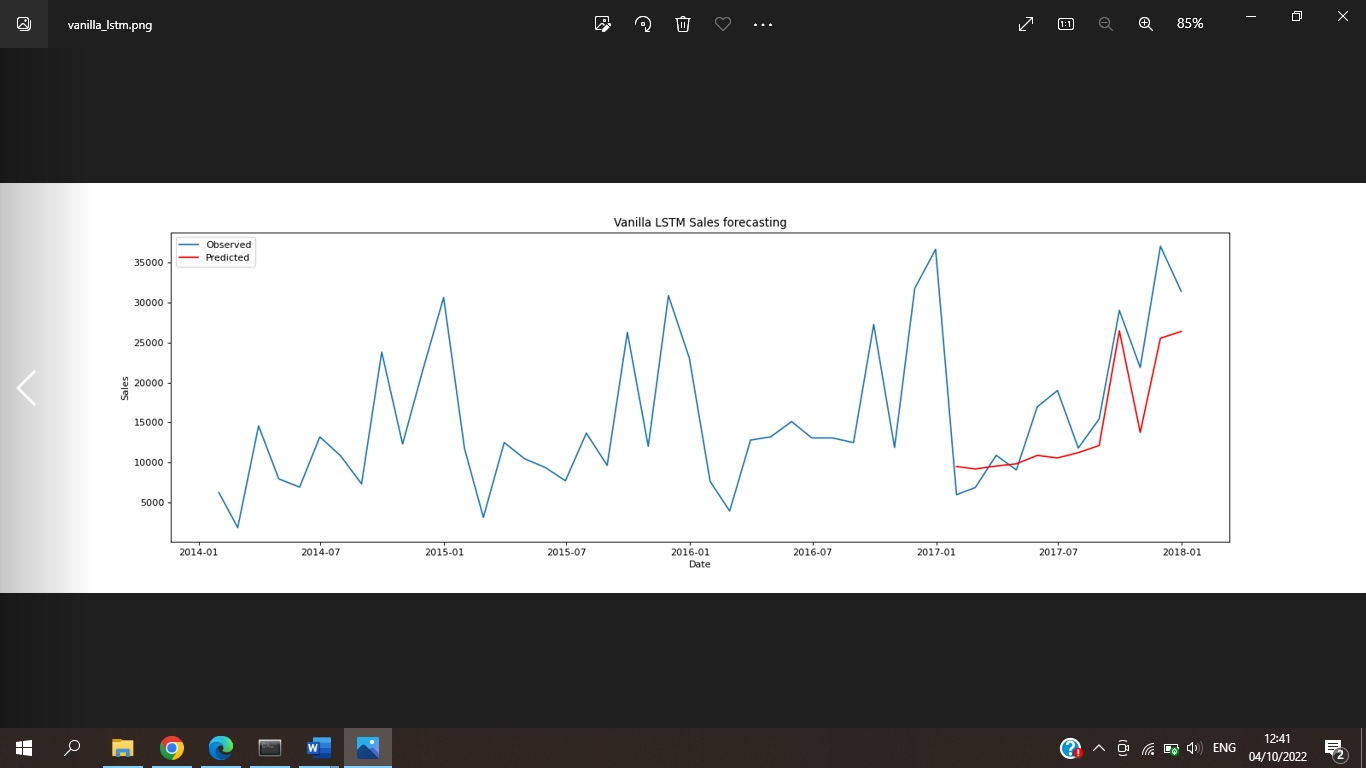 vanilla_lstm.png
85%
Vanilla LSTM Sales forecasting
Observed
Predicted
35000
30000
25000
20000
15000
10000
5000
Sales
2014-01 2014-07 2015-01 2015-07 2016-01 2016-07 2017-01 2017-07 2018-01
Date
ENG
12:41
04/10/2022
2